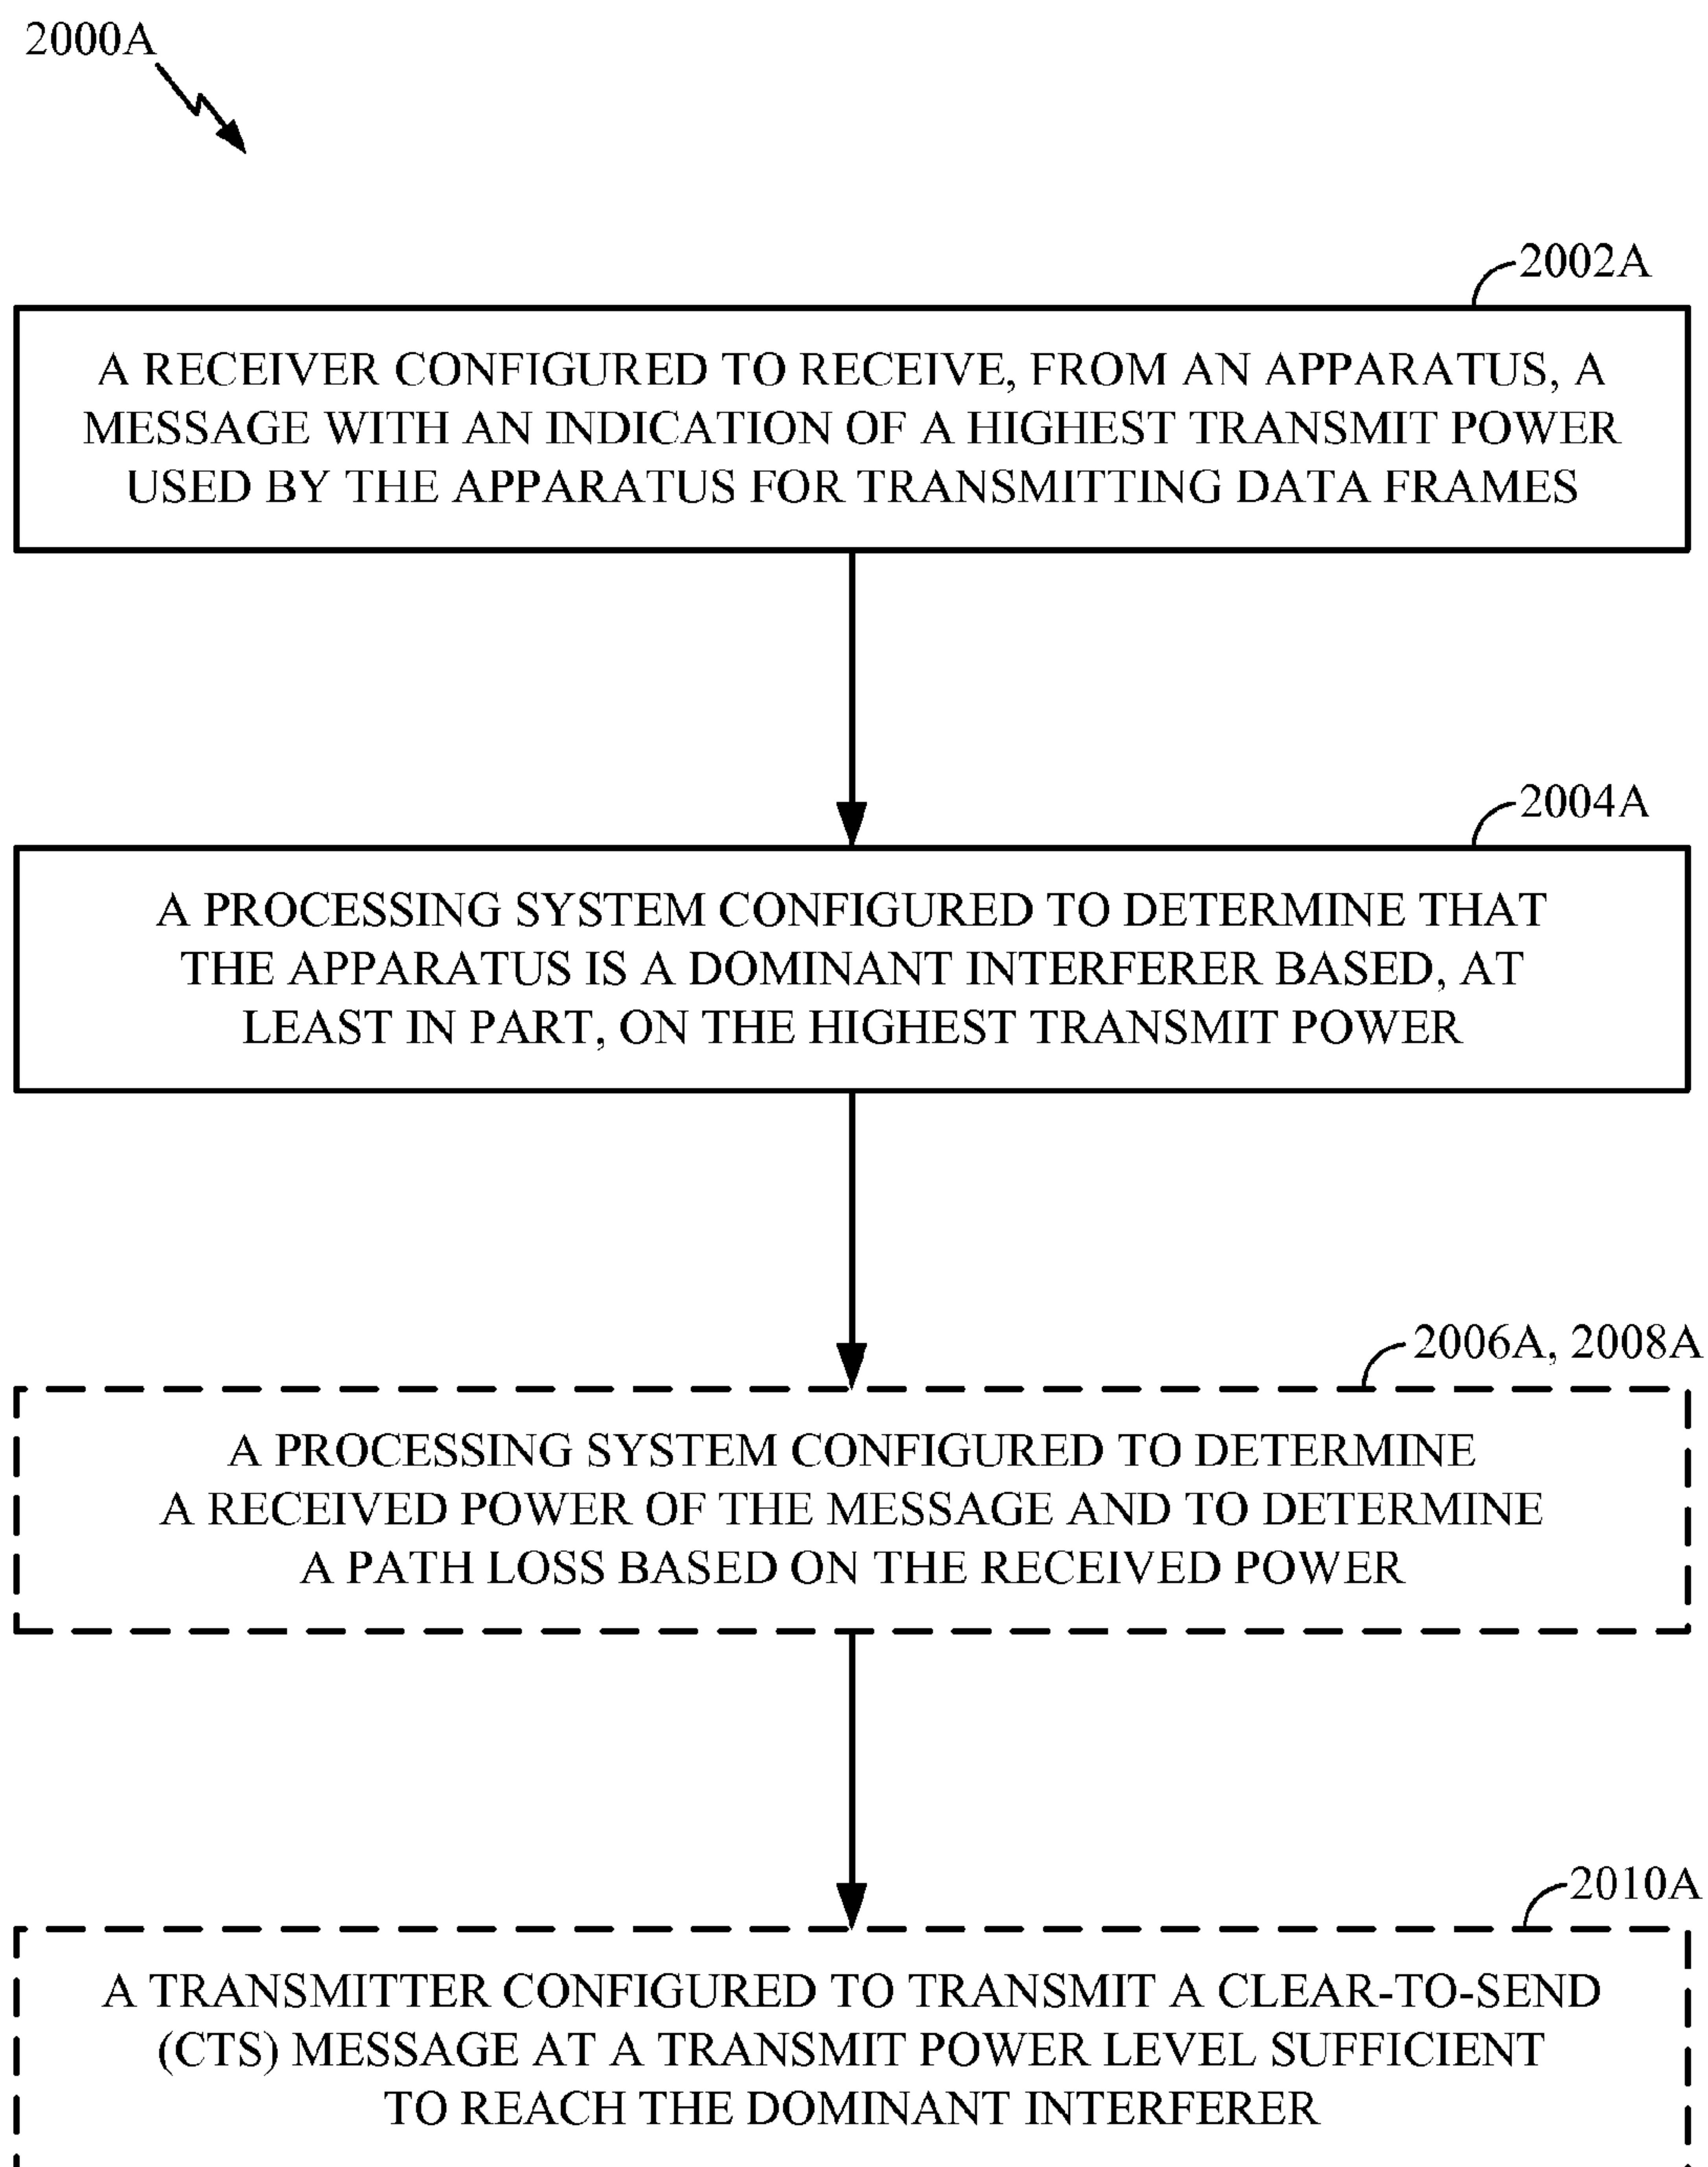 2000A
2002A
A RECEIVER CONFIGURED TO RECEIVE, FROM AN APPARATUS, A
MESSAGE WITH AN INDICATION OF A HIGHEST TRANSMIT POWER
USED BY THE APPARATUS FOR TRANSMITTING DATA FRAMES
2004A
A PROCESSING SYSTEM CONFIGURED TO DETERMINE THAT
THE APPARATUS IS A DOMINANT INTERFERER BASED, AT
LEAST IN PART, ON THE HIGHEST TRANSMIT POWER
2006A, 2008A
A PROCESSING SYSTEM CONFIGURED TO DETERMINE
A RECEIVED POWER OF THE MESSAGE AND TO DETERMINE
A PATH LOSS BASED ON THE RECEIVED POWER
2010A
A TRANSMITTER CONFIGURED TO TRANSMIT A CLEAR-TO-SEND
(CTS) MESSAGE AT A TRANSMIT POWER LEVEL SUFFICIENT
TO REACH THE DOMINANT INTERFERER